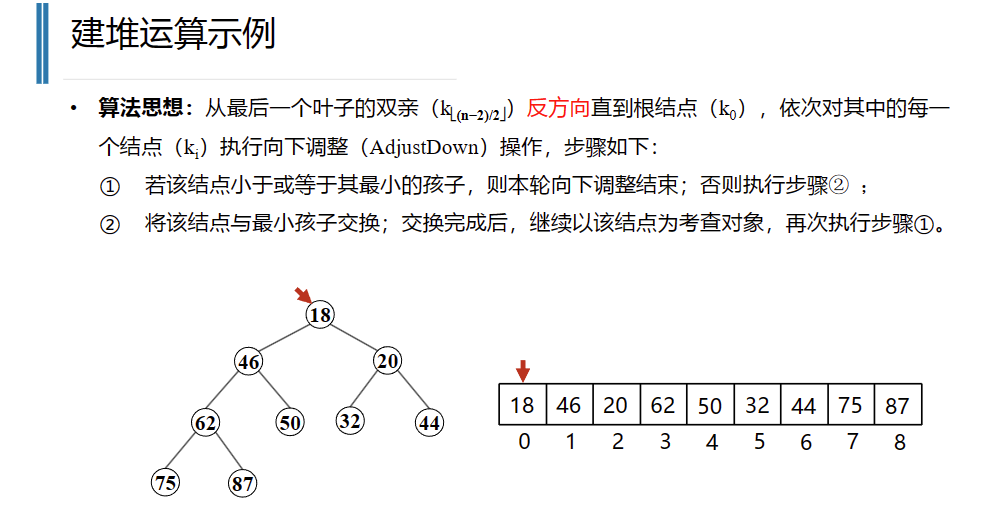 建堆运算示例
• 算法思想：从最后一个叶子的双亲（k⌊(n−2)/2⌋）反方向直到根结点（k0），依次对其中的每一
个结点（ki）执行向下调整（AdjustDown）操作，步骤如下：
① 若该结点小于或等于其最小的孩子，则本轮向下调整结束；否则执行步骤②；
② 将该结点与最小孩子交换；交换完成后，继续以该结点为考查对象，再次执行步骤①。
18
46 20
62 50 32 44
75 87
18 46 20 62 50 32 44 75 87
0 1 2 3 4 5 6 7 8